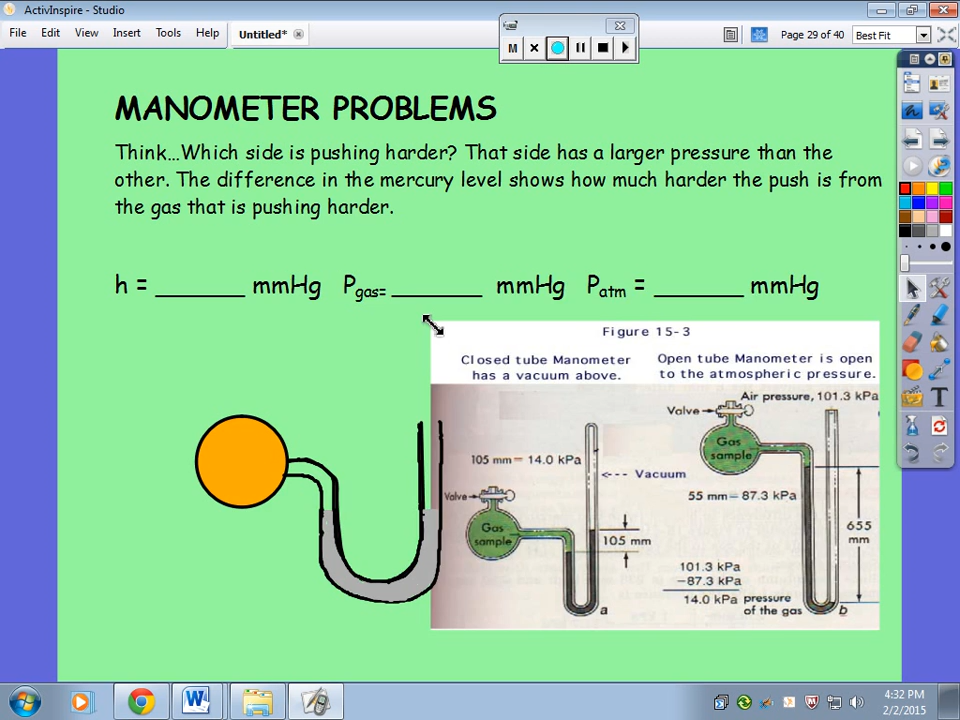 ActivInspire - Studio
File Edit View Insert Tools Help Untitled*
Page 29 of 40 Best Fit
M
MANOMETER PROBLEMS
Think...Which side is pushing harder? That side has a larger pressure than the
other. The difference in the mercury level shows how much harder the push is from
the gas that is pushing harder.
h = ______ mmHg Pgas= ______ mmHg Patm = ______ mmHg
Figure 15-3
Closed tube Manometer
has a vacuum above.
Open tube Manometer is open
to the atmospheric pressure.
Air pressure, 101.3 kPa
Valve
Gas
sample
105 mm = 14.0 kPa
<--- Vacuum
Valve
55 mm = 87.3 kPa
Gas
sample
105 mm
655
mm
101.3 kPa
–87.3 kPa
14.0 kPa pressure
of the gas
a
b
T
4:32 PM
2/2/2015